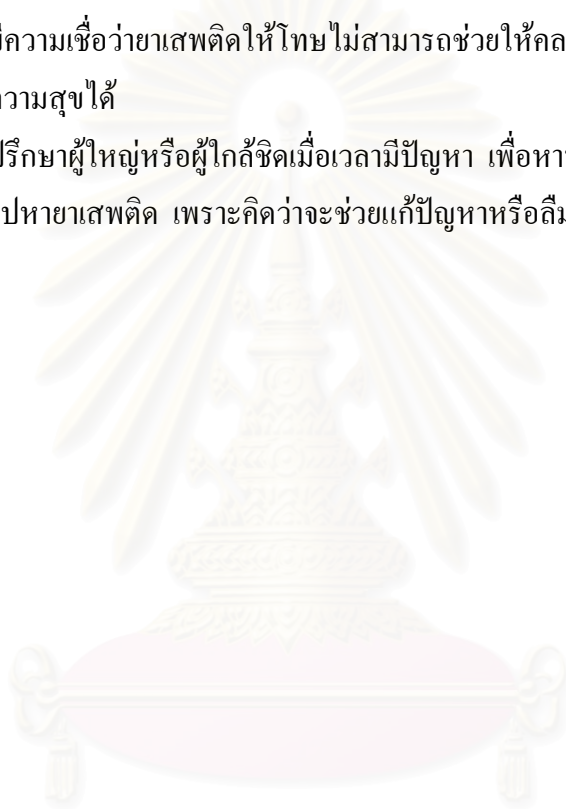 มีความเชื่อว่ายาเสพติดให้โทษไม่สามารถช่วยให้คล
ความสุขได้
ปรึกษาผู้ใหญ่หรือผู้ใกล้ชิดเมื่อเวลามีปัญหา เพื่อหา
ไปหายาเสพติด เพราะคิดว่าจะช่วยแก้ปัญหาหรือลืม